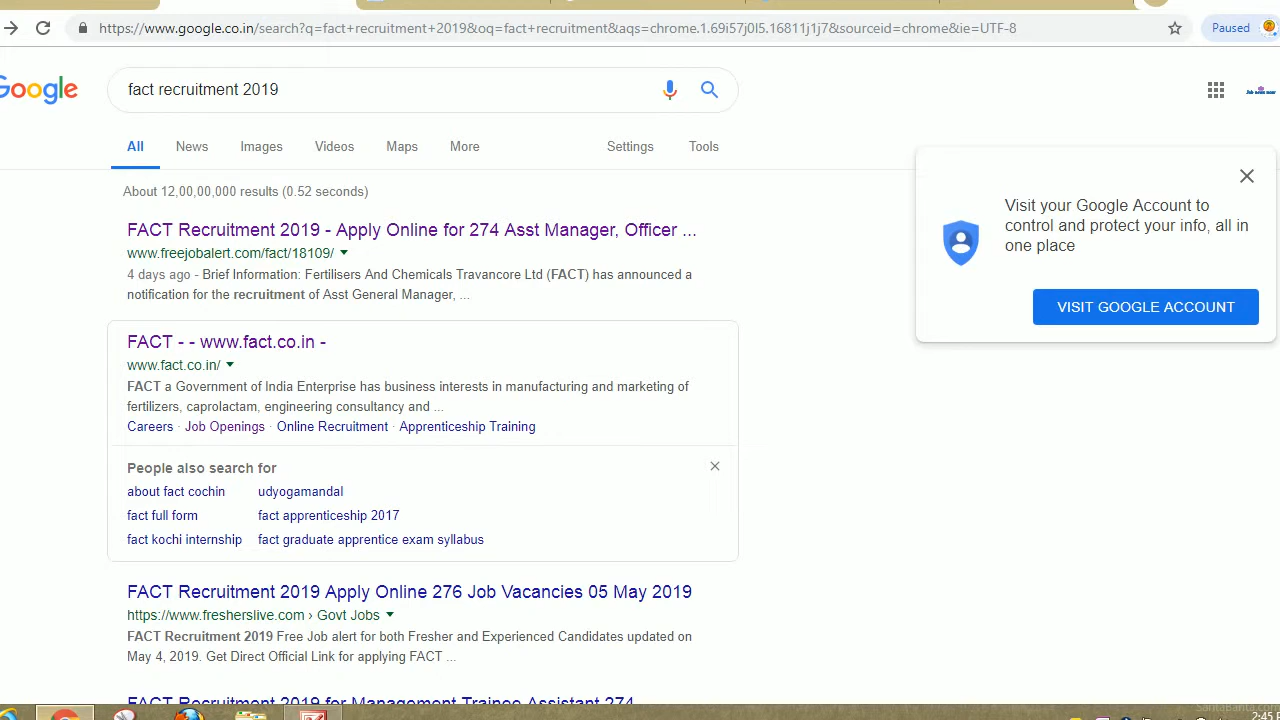 https://www.google.co.in/search?q=fact+recruitment+2019&oq=fact+recruitment&aqs=chrome.1.69i57j0l5.16811j1j7&sourceid=chrome&ie=UTF-8
Paused
Google
fact recruitment 2019
All News Images Videos Maps More Settings Tools
About 12,00,00,000 results (0.52 seconds)
Visit your Google Account to
control and protect your info, all in
one place
VISIT GOOGLE ACCOUNT
FACT Recruitment 2019 - Apply Online for 274 Asst Manager, Officer ...
www.freejobalert.com/fact/18109/
4 days ago - Brief Information: Fertilisers And Chemicals Travancore Ltd (FACT) has announced a
notification for the recruitment of Asst General Manager, ...
FACT - - www.fact.co.in -
www.fact.co.in/
FACT a Government of India Enterprise has business interests in manufacturing and marketing of
fertilizers, caprolactam, engineering consultancy and ...
Careers · Job Openings · Online Recruitment · Apprenticeship Training
People also search for
about fact cochin udyogamandal
fact full form fact apprenticeship 2017
fact kochi internship fact graduate apprentice exam syllabus
FACT Recruitment 2019 Apply Online 276 Job Vacancies 05 May 2019
https://www.fresherslive.com › Govt Jobs
FACT Recruitment 2019 Free Job alert for both Fresher and Experienced Candidates updated on
May 4, 2019. Get Direct Official Link for applying FACT ...
FACT Recruitment 2019 for Management Trainee Assistant 274